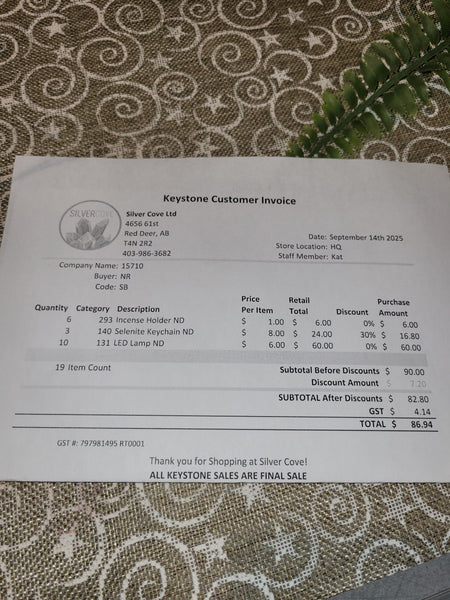 Keystone Customer Invoice
SILVERCOVE
Silver Cove Ltd
4656 61st
Red Deer, AB
T4N 2R2
403-986-3682
Date: September 14th 2025
Store Location: HQ
Staff Member: Kat
Company Name: 15710
Buyer: NR
Code: SB
Quantity Category Description Price Per Item Retail Total Discount Purchase Amount
6 293 Incense Holder ND $ 1.00 $ 6.00 0% $ 6.00
3 140 Selenite Keychain ND $ 8.00 $ 24.00 30% $ 16.80
10 131 LED Lamp ND $ 6.00 $ 60.00 0% $ 60.00
19 Item Count
Subtotal Before Discounts $ 90.00
Discount Amount $ 7.20
SUBTOTAL After Discounts $ 82.80
GST $ 4.14
TOTAL $ 86.94
GST #: 797981495 RT0001
Thank you for Shopping at Silver Cove!
ALL KEYSTONE SALES ARE FINAL SALE